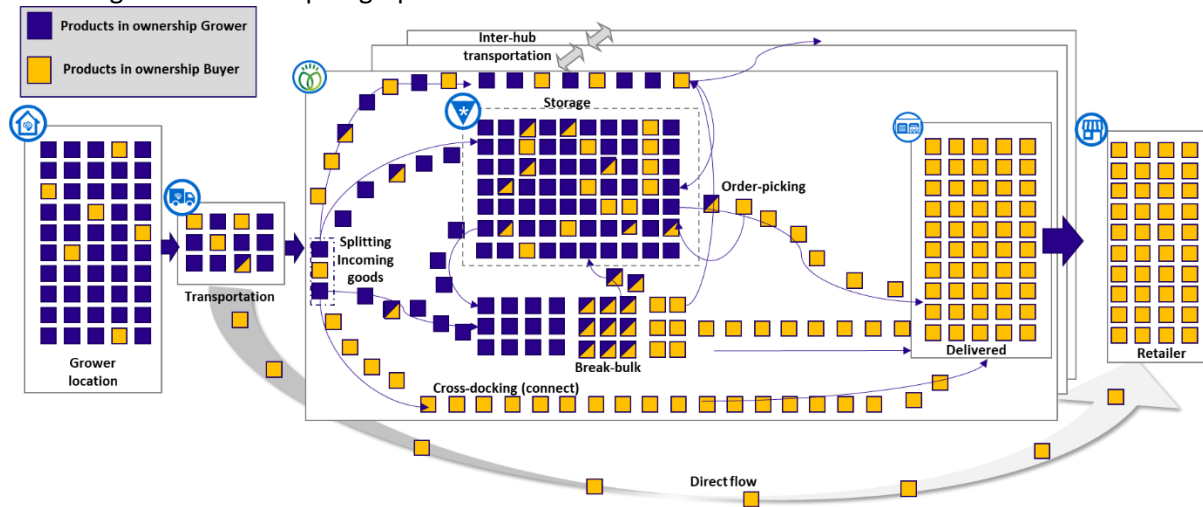 Products in ownership Grower
Products in ownership Buyer
Inter-hub
transportation
Storage
Order-picking
Splitting
Incoming
goods
Transportation
Grower
location
Break-bulk
Delivered
Retailer
Cross-docking (connect)
Direct flow